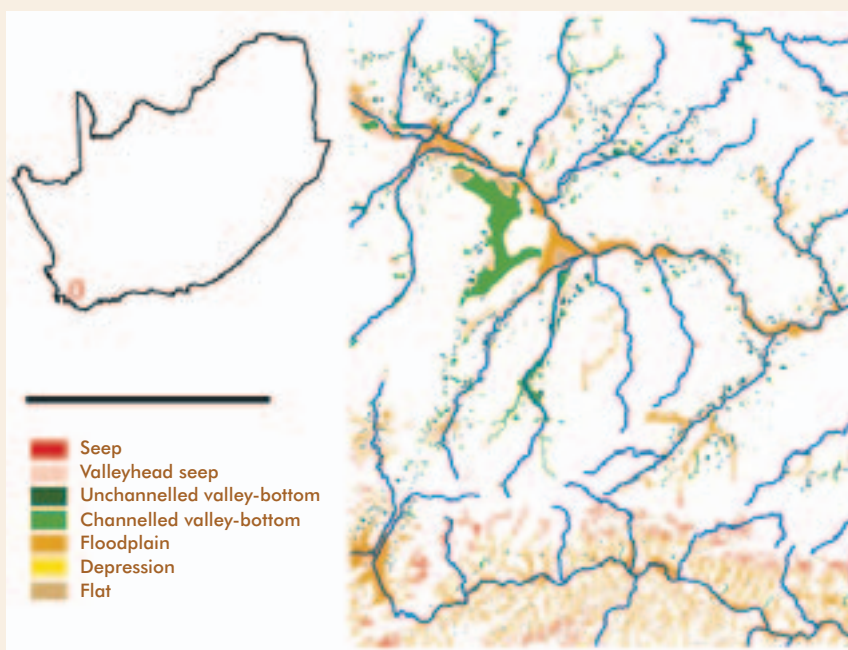 Seep
Valleyhead seep
Unchannelled valley-bottom
Channelled valley-bottom
Floodplain
Depression
Flat